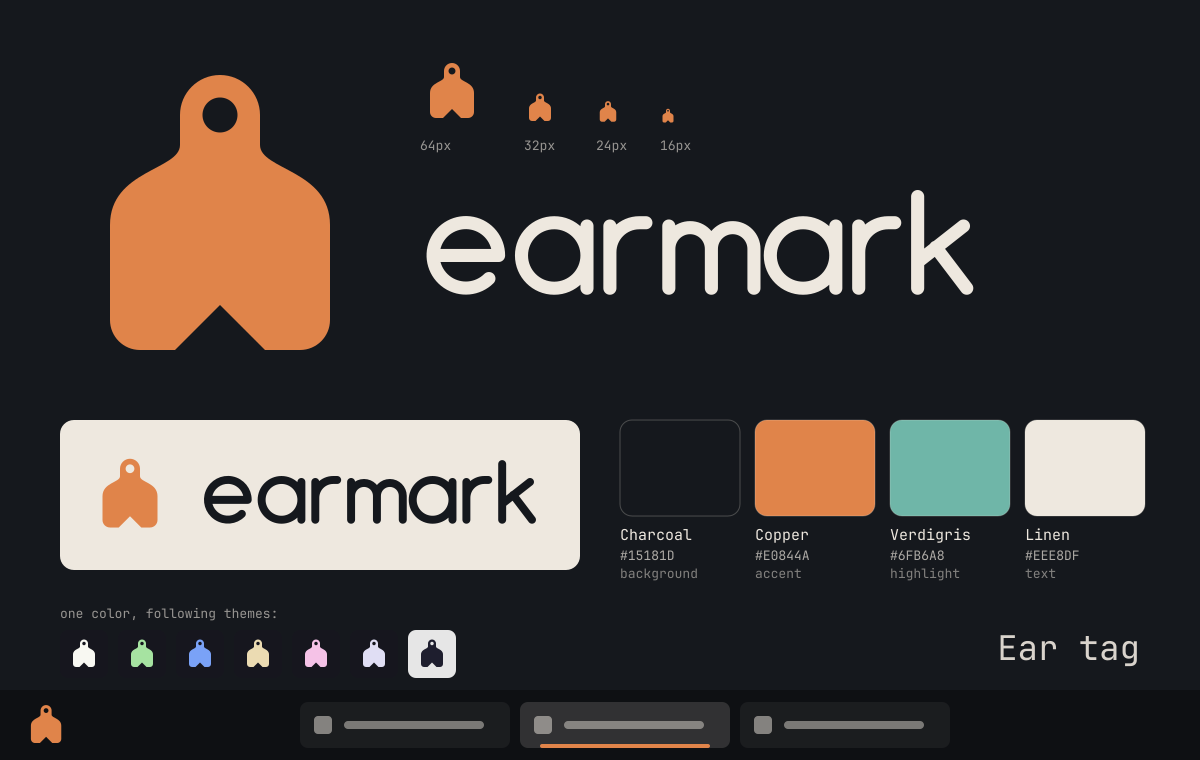 64px 32px 24px 16px
earmark
earmark
Charcoal Copper Verdigris Linen
#15181D #E0844A #6FB6A8 #EEE8DF
background accent highlight text
one color, following themes:
Ear tag